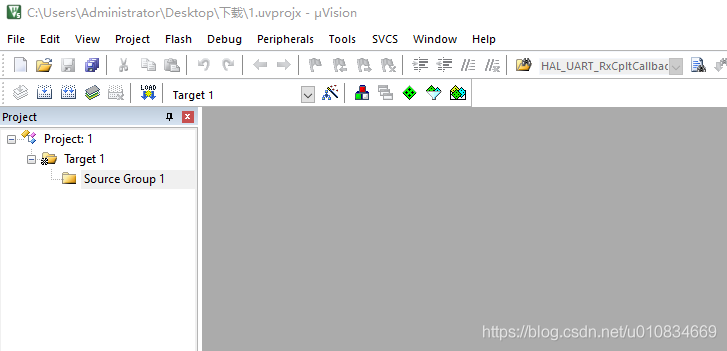 C:\Users\Administrator\Desktop\下载\1.uvprojx - µVision
File Edit View Project Flash Debug Peripherals Tools SVCS Window Help
HAL_UART_RxCpltCallbac
LOAD Target 1
Project
Project: 1
Target 1
Source Group 1
https://blog.csdn.net/u010834669